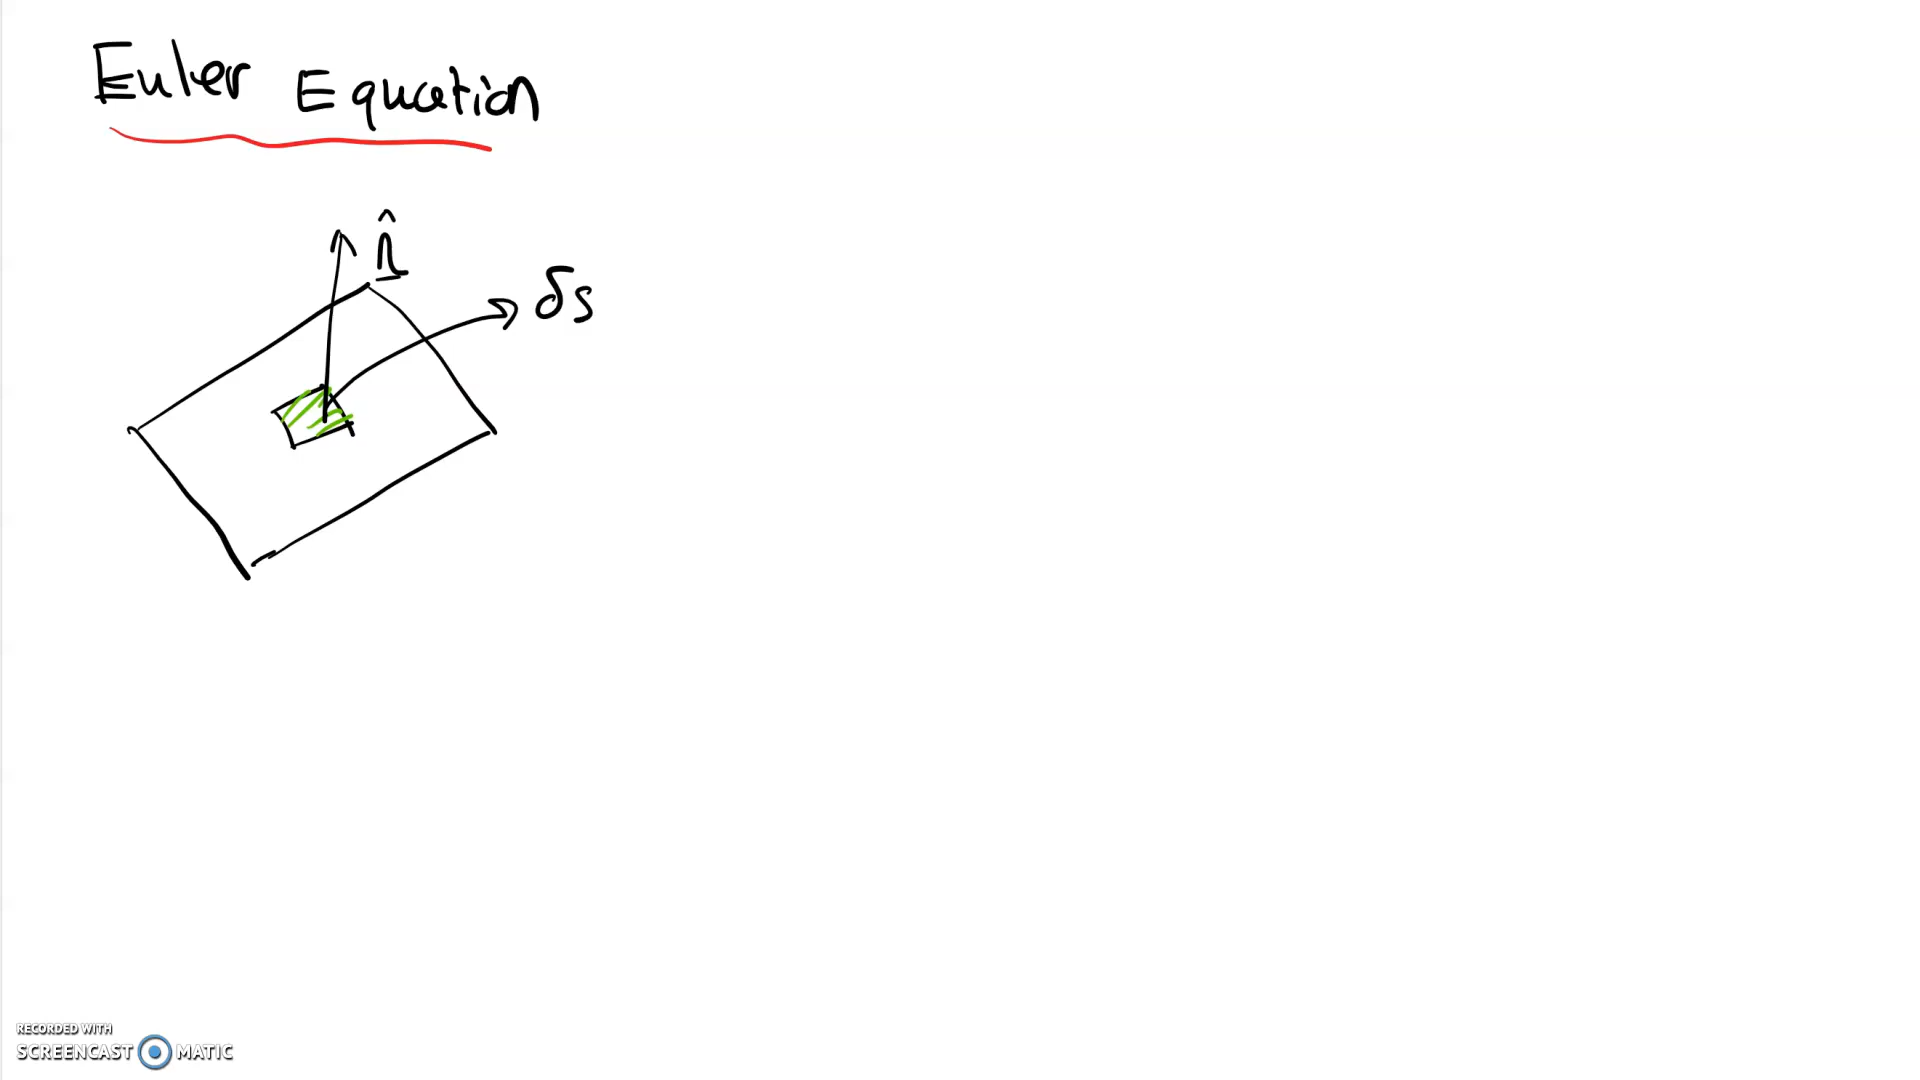 Euler Equation
n̂
δs
RECORDED WITH
SCREENCAST MATIC